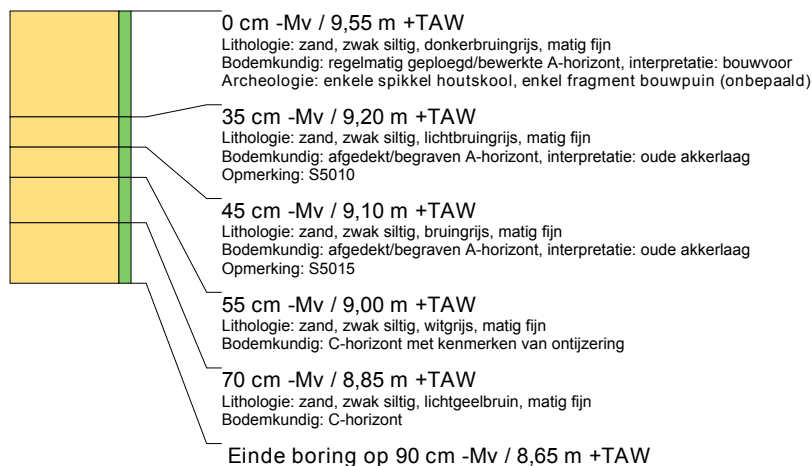 0 cm -Mv / 9,55 m +TAW
Lithologie: zand, zwak siltig, donkerbruingrijs, matig fijn
Bodemkundig: regelmatig geploegd/bewerkte A-horizont, interpretatie: bouwvoor
Archeologie: enkele spikkel houtskool, enkel fragment bouwpuin (onbepaald)
35 cm -Mv / 9,20 m +TAW
Lithologie: zand, zwak siltig, lichtbruingrijs, matig fijn
Bodemkundig: afgedekt/begraven A-horizont, interpretatie: oude akkerlaag
Opmerking: S5010
45 cm -Mv / 9,10 m +TAW
Lithologie: zand, zwak siltig, bruingrijs, matig fijn
Bodemkundig: afgedekt/begraven A-horizont, interpretatie: oude akkerlaag
Opmerking: S5015
55 cm -Mv / 9,00 m +TAW
Lithologie: zand, zwak siltig, witgrijs, matig fijn
Bodemkundig: C-horizont met kenmerken van ontijzering
70 cm -Mv / 8,85 m +TAW
Lithologie: zand, zwak siltig, lichtgeelbruin, matig fijn
Bodemkundig: C-horizont
Einde boring op 90 cm -Mv / 8,65 m +TAW